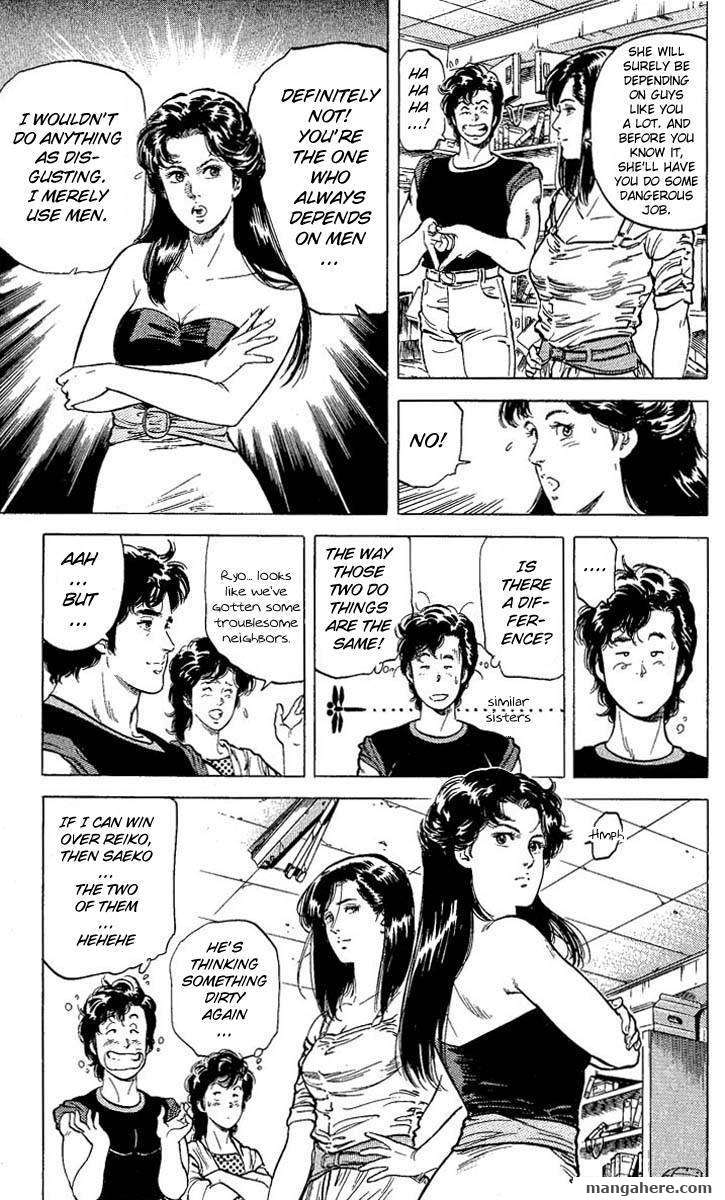 SHE WILL
SURELY BE
DEPENDING
ON GUYS
LIKE YOU
A LOT. AND
BEFORE YOU
KNOW IT,
SHE'LL HAVE
YOU DO SOME
DANGEROUS
JOB.
HA
HA
HA
...!
NO!
DEFINITELY
NOT!
YOU'RE
THE ONE
WHO
ALWAYS
DEPENDS
ON MEN
...
I WOULDN'T
DO ANYTHING
AS DIS-
GUSTING.
I MERELY
USE MEN.
....
IS
THERE
A DIF-
FER-
ENCE?
THE WAY
THOSE
TWO DO
THINGS
ARE THE
SAME!
similar
sisters
Ryo... looks
like we've
gotten some
troublesome
neighbors.
AAH
...
BUT
...
Hmph
IF I CAN WIN
OVER REIKO,
THEN SAEKO
...
THE TWO
OF THEM
...
HEHEHE
HE'S
THINKING
SOMETHING
DIRTY
AGAIN
...
mangahere.com